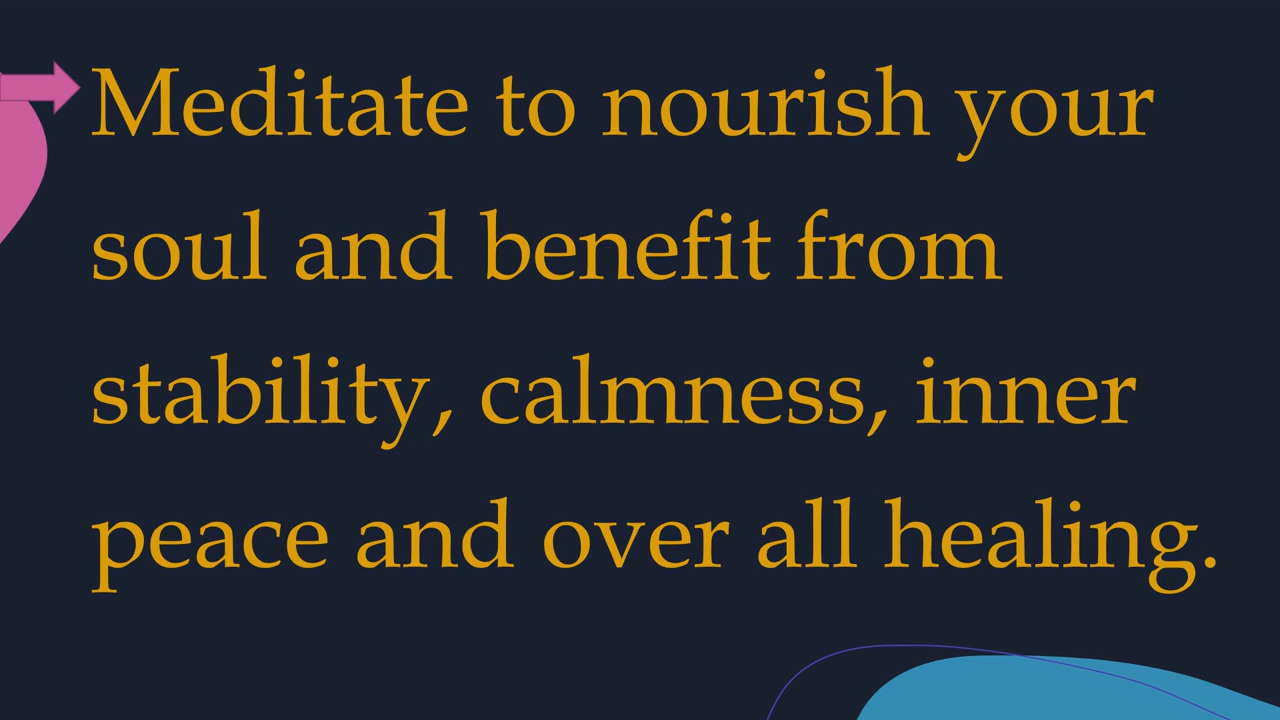 Meditate to nourish your
soul and benefit from
stability, calmness, inner
peace and over all healing.